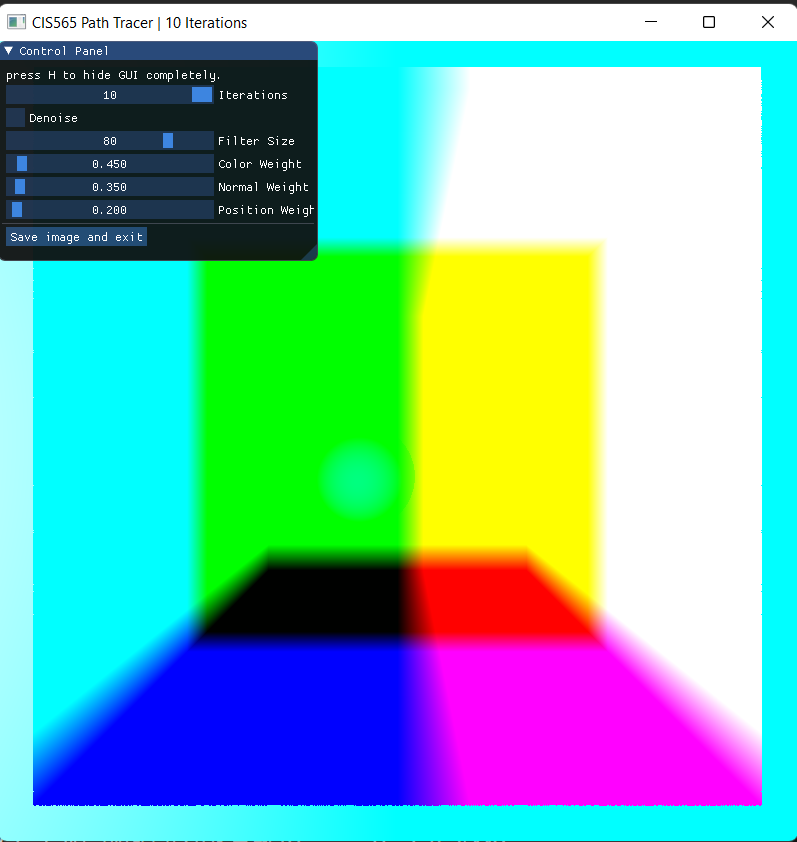 CIS565 Path Tracer | 10 Iterations
Control Panel
press H to hide GUI completely.
10 Iterations
Denoise
80 Filter Size
0.450 Color Weight
0.350 Normal Weight
0.200 Position Weigh
Save image and exit